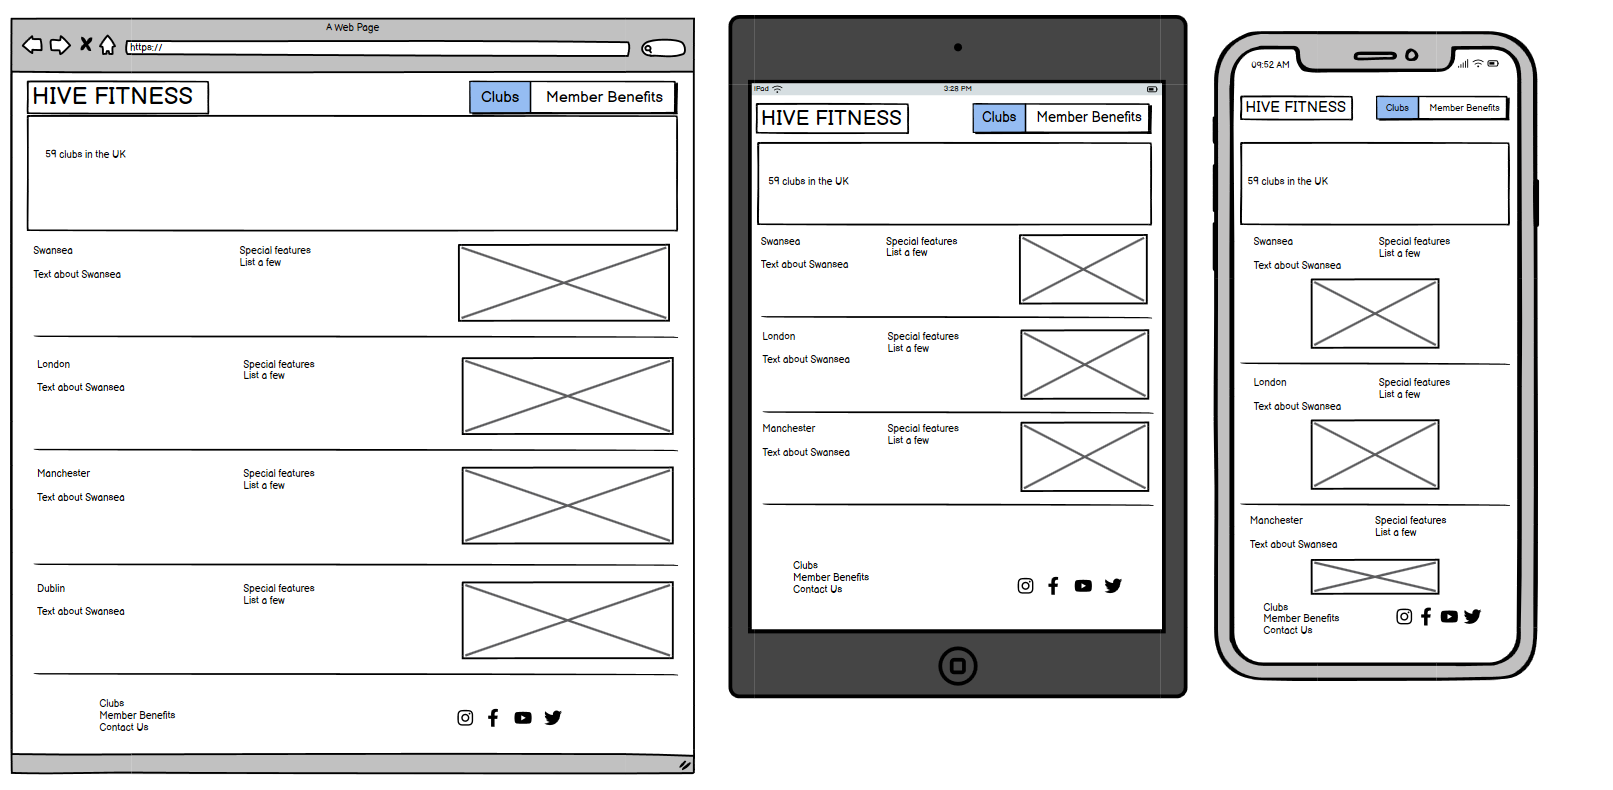 A Web Page
https://
HIVE FITNESS
Clubs
Member Benefits
59 clubs in the UK
Swansea
Text about Swansea
Special features
List a few
London
Text about Swansea
Special features
List a few
Manchester
Text about Swansea
Special features
List a few
Dublin
Text about Swansea
Special features
List a few
Clubs
Member Benefits
Contact Us
iPad
3:28 PM
HIVE FITNESS
Clubs
Member Benefits
59 clubs in the UK
Swansea
Text about Swansea
Special features
List a few
London
Text about Swansea
Special features
List a few
Manchester
Text about Swansea
Special features
List a few
Clubs
Member Benefits
Contact Us
09:52 AM
HIVE FITNESS
Clubs
Member Benefits
59 clubs in the UK
Swansea
Text about Swansea
Special features
List a few
London
Text about Swansea
Special features
List a few
Manchester
Text about Swansea
Special features
List a few
Clubs
Member Benefits
Contact Us